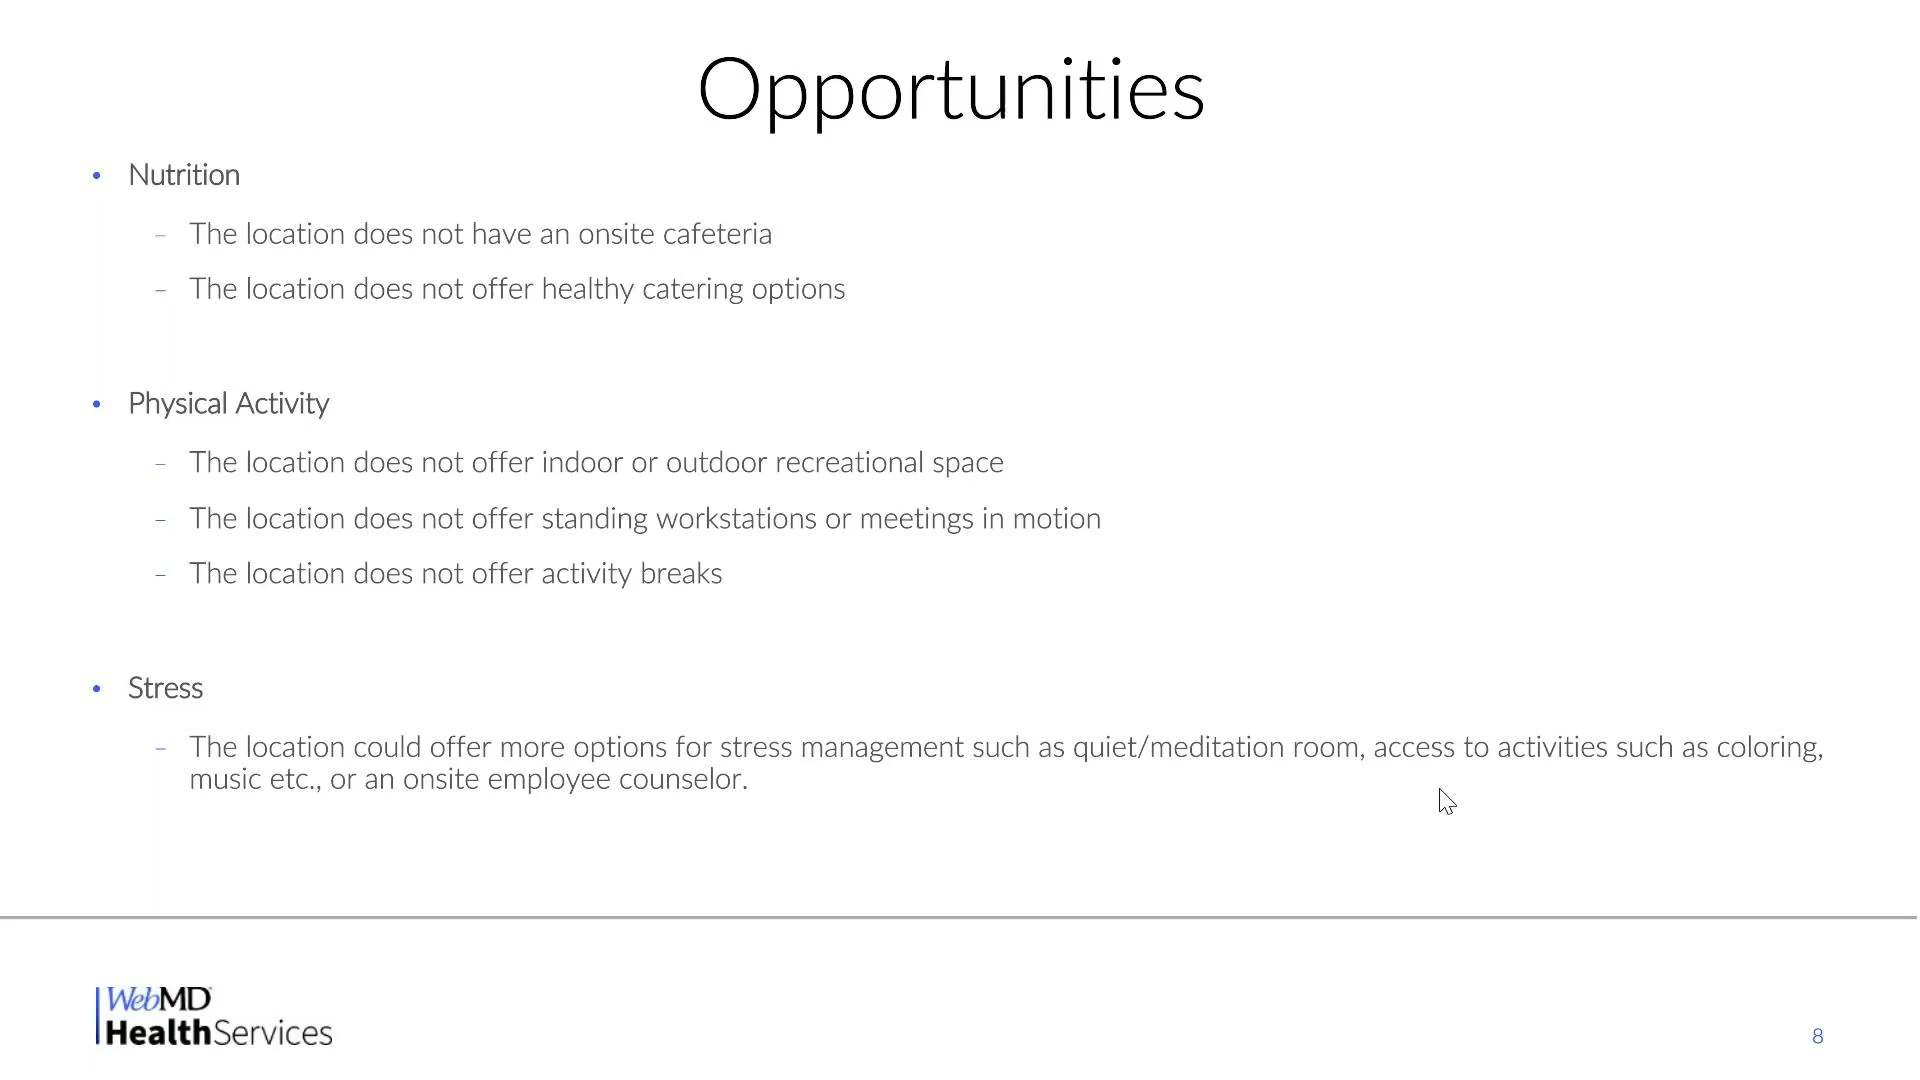 Opportunities
• Nutrition
– The location does not have an onsite cafeteria
– The location does not offer healthy catering options
• Physical Activity
– The location does not offer indoor or outdoor recreational space
– The location does not offer standing workstations or meetings in motion
– The location does not offer activity breaks
• Stress
– The location could offer more options for stress management such as quiet/meditation room, access to activities such as coloring,
music etc., or an onsite employee counselor.
WebMD
HealthServices
8